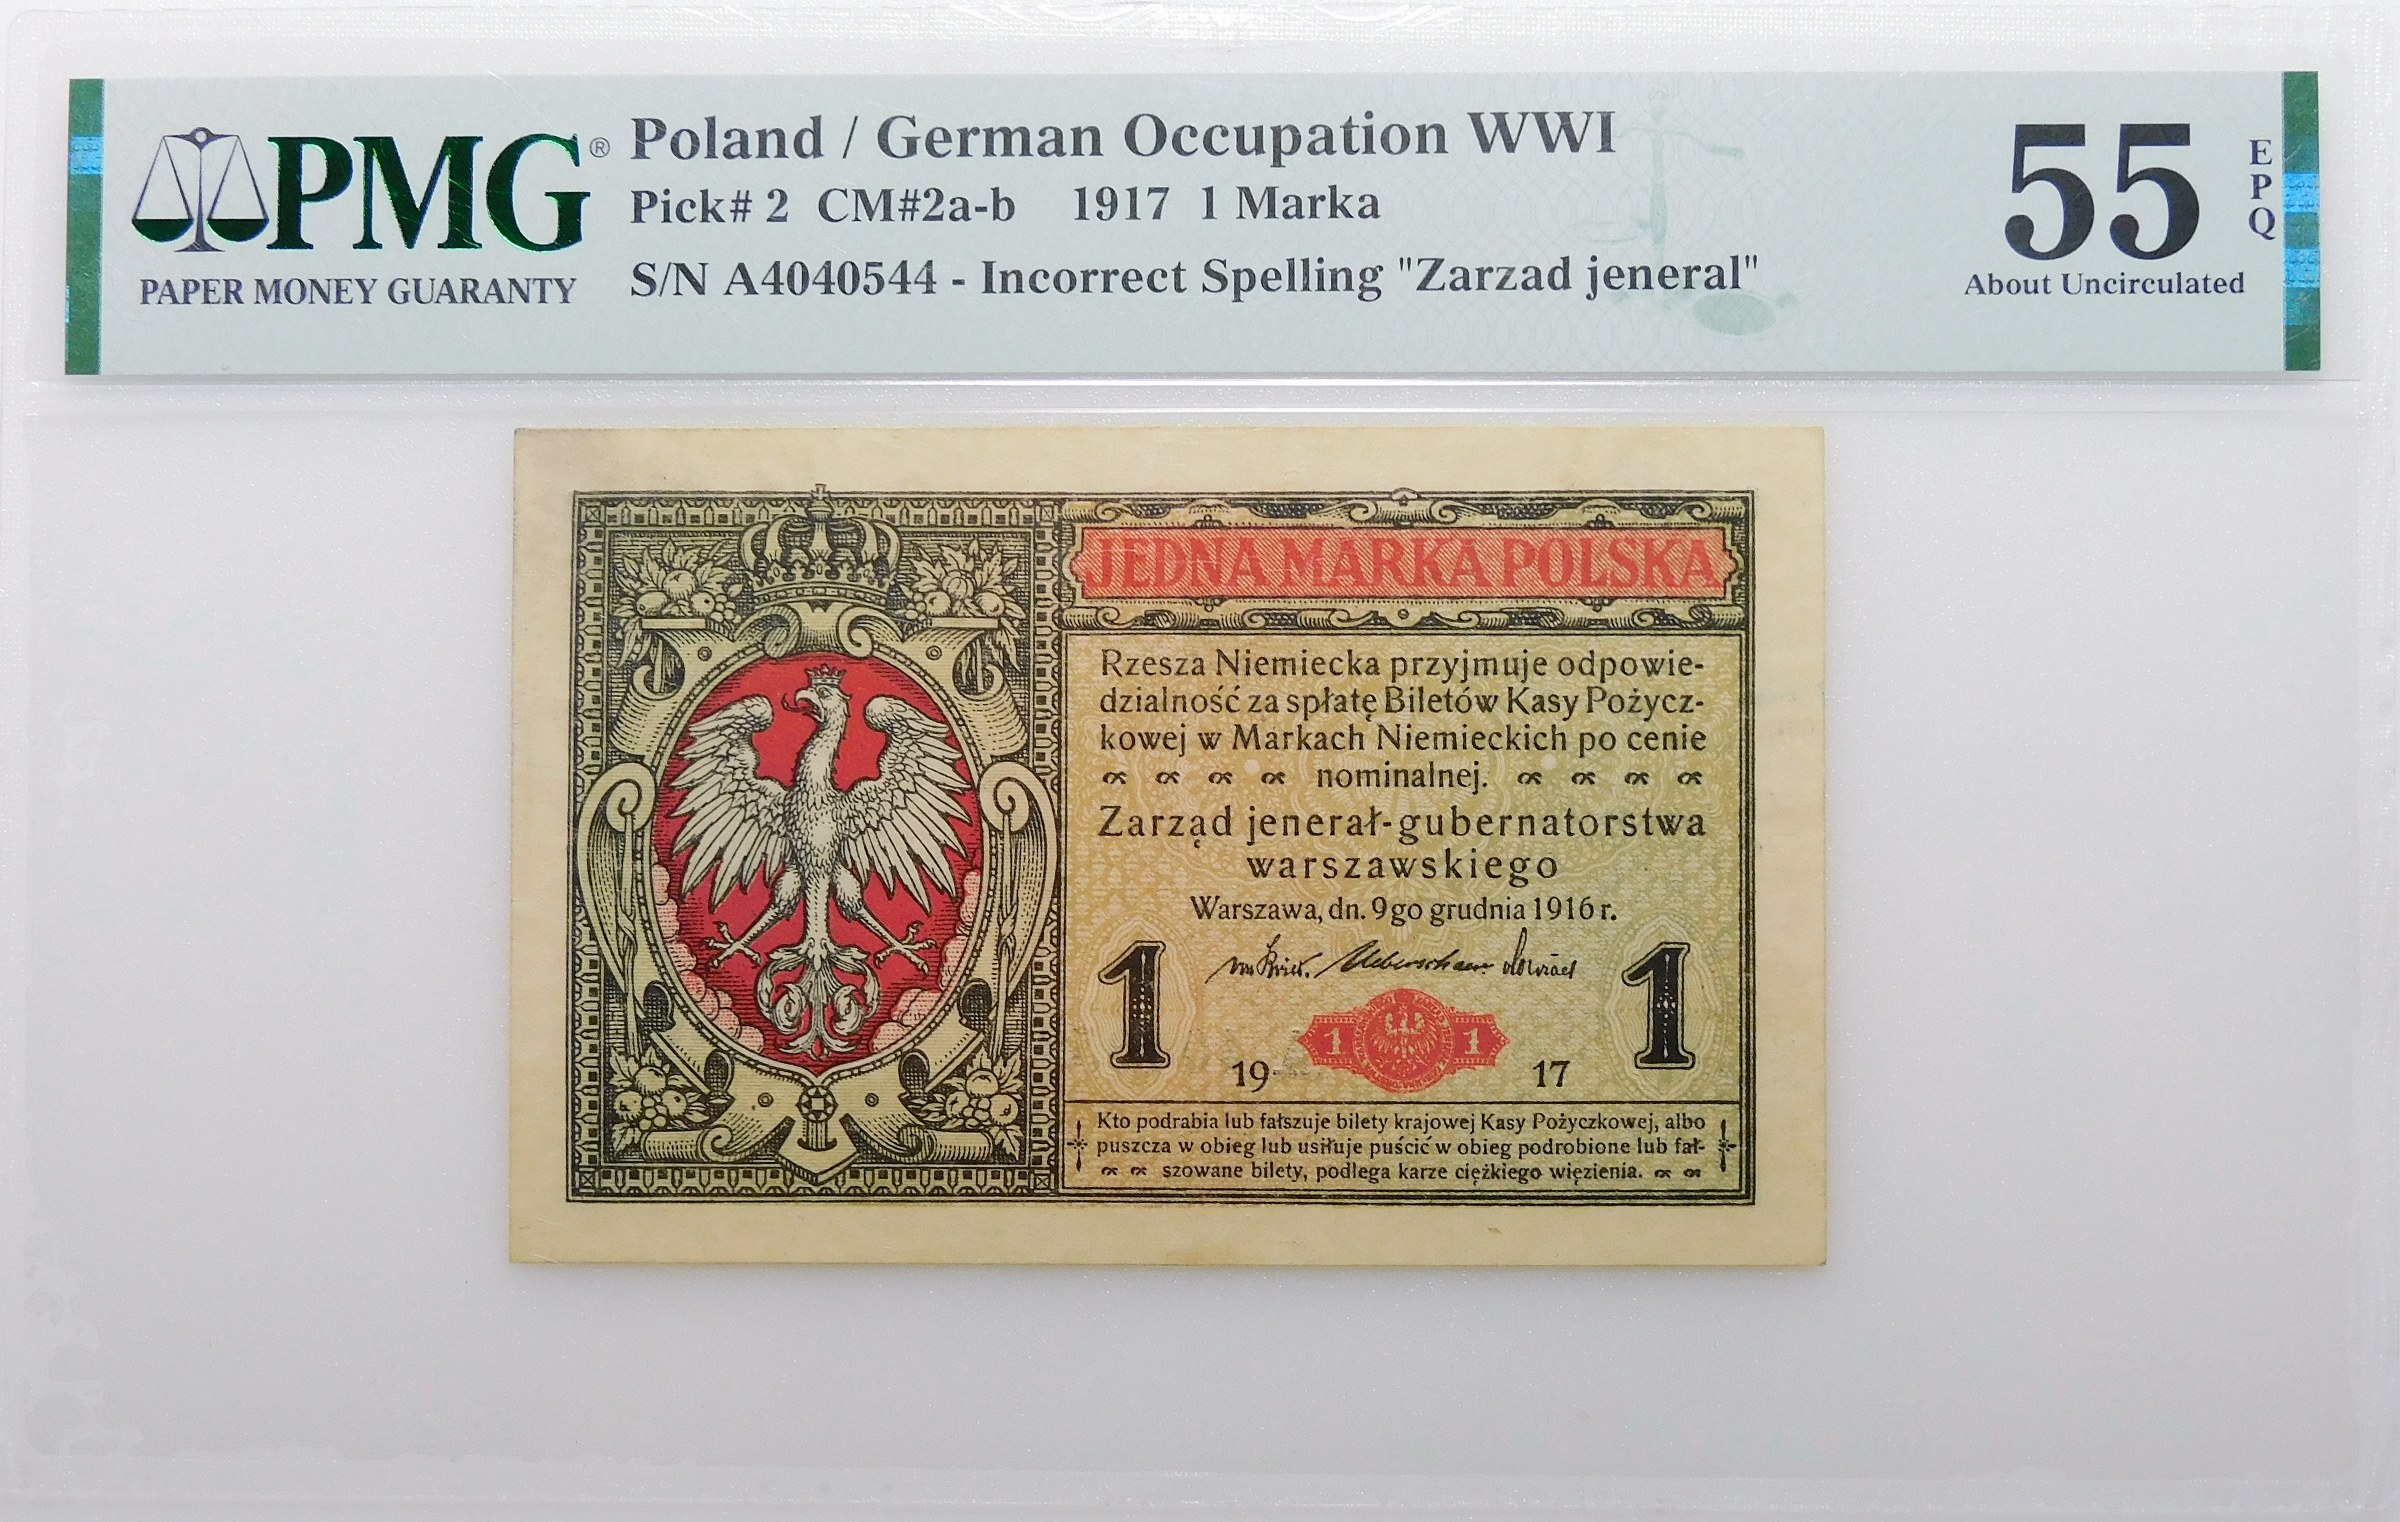 PMG®
PAPER MONEY GUARANTY
Poland / German Occupation WWI
Pick# 2 CM#2a-b 1917 1 Marka
S/N A4040544 - Incorrect Spelling "Zarzad jeneral"
55
EPQ
About Uncirculated
JEDNA MARKA POLSKA
Rzesza Niemiecka przyjmuje odpowie-
dzialność za spłatę Biletów Kasy Pożycz-
kowej w Markach Niemieckich po cenie
nominalnej.
Zarząd jenerał-gubernatorstwa
warszawskiego
Warszawa, dn. 9go grudnia 1916 r.
1 1
1 1
19 17
Kto podrabia lub fałszuje bilety krajowej Kasy Pożyczkowej, albo
puszcza w obieg lub usiłuje puścić w obieg podrobione lub fał-
szowane bilety, podlega karze ciężkiego więzienia.